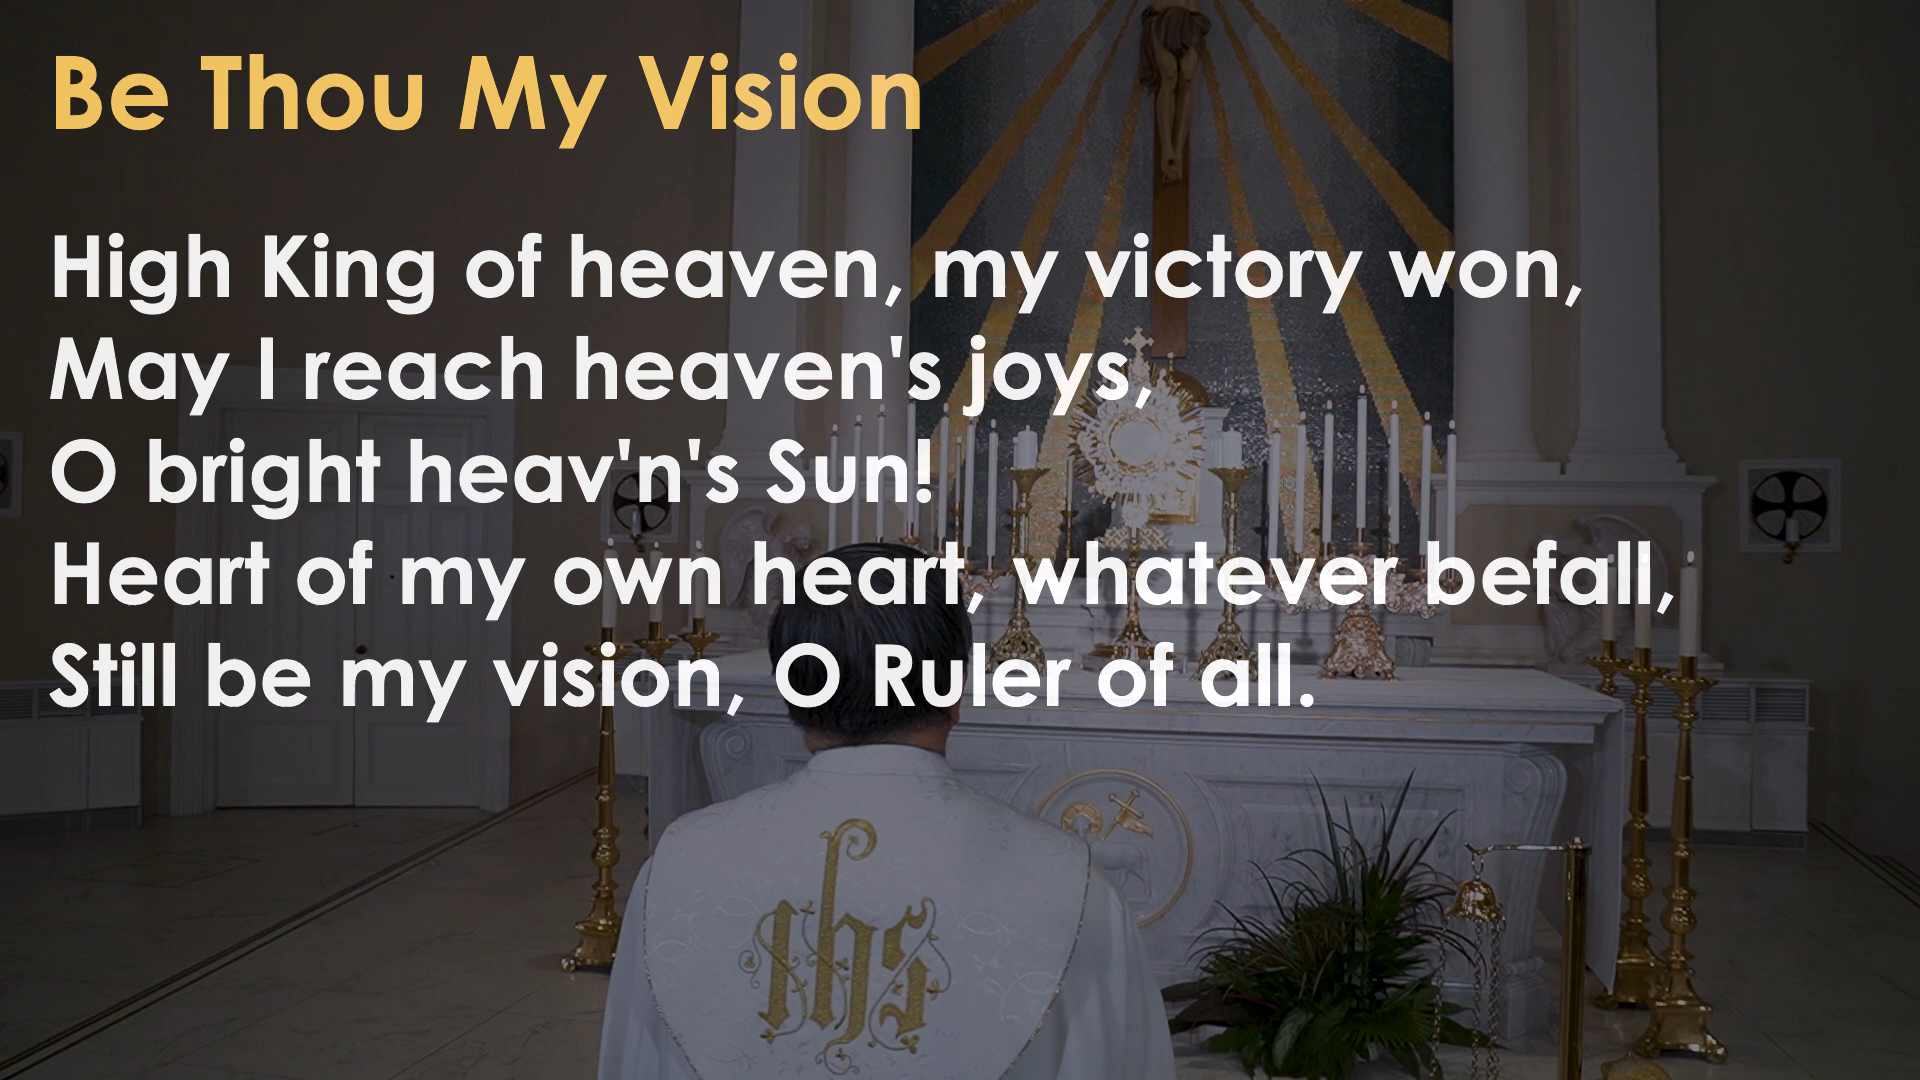 Be Thou My Vision
High King of heaven, my victory won,
May I reach heaven's joys,
O bright heav'n's Sun!
Heart of my own heart, whatever befall,
Still be my vision, O Ruler of all.
ihs